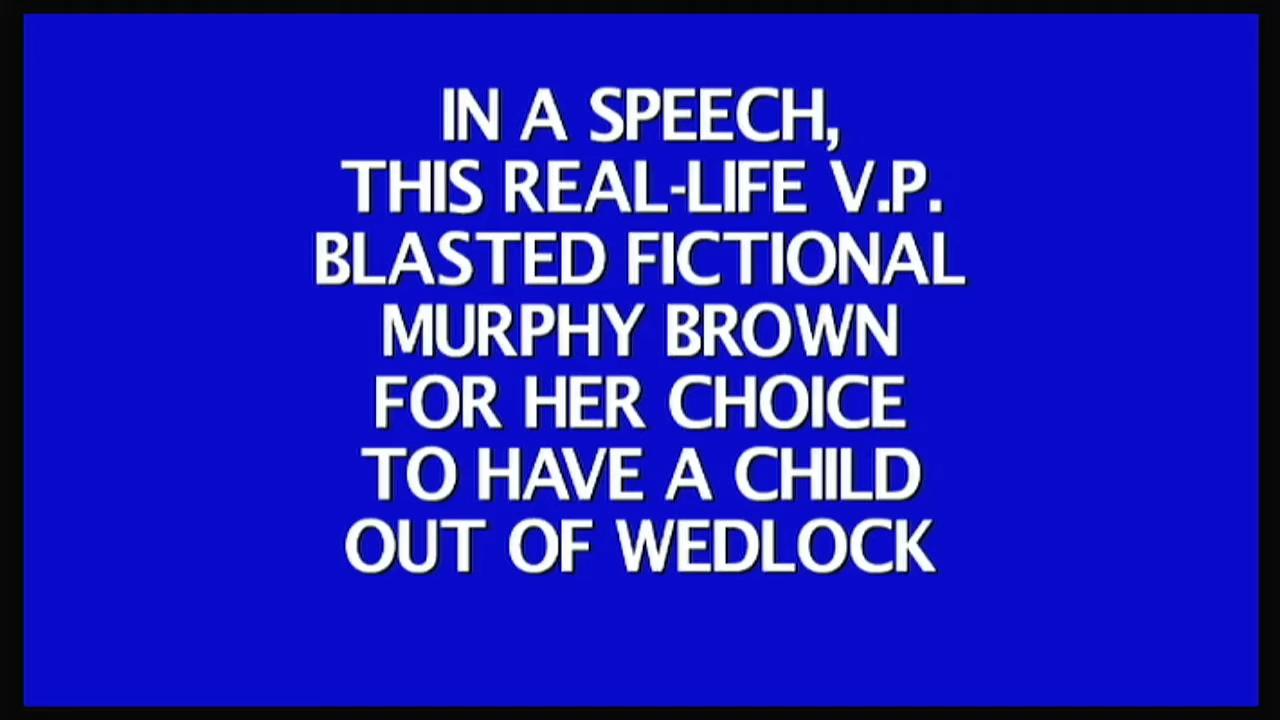 IN A SPEECH,
THIS REAL-LIFE V.P.
BLASTED FICTIONAL
MURPHY BROWN
FOR HER CHOICE
TO HAVE A CHILD
OUT OF WEDLOCK